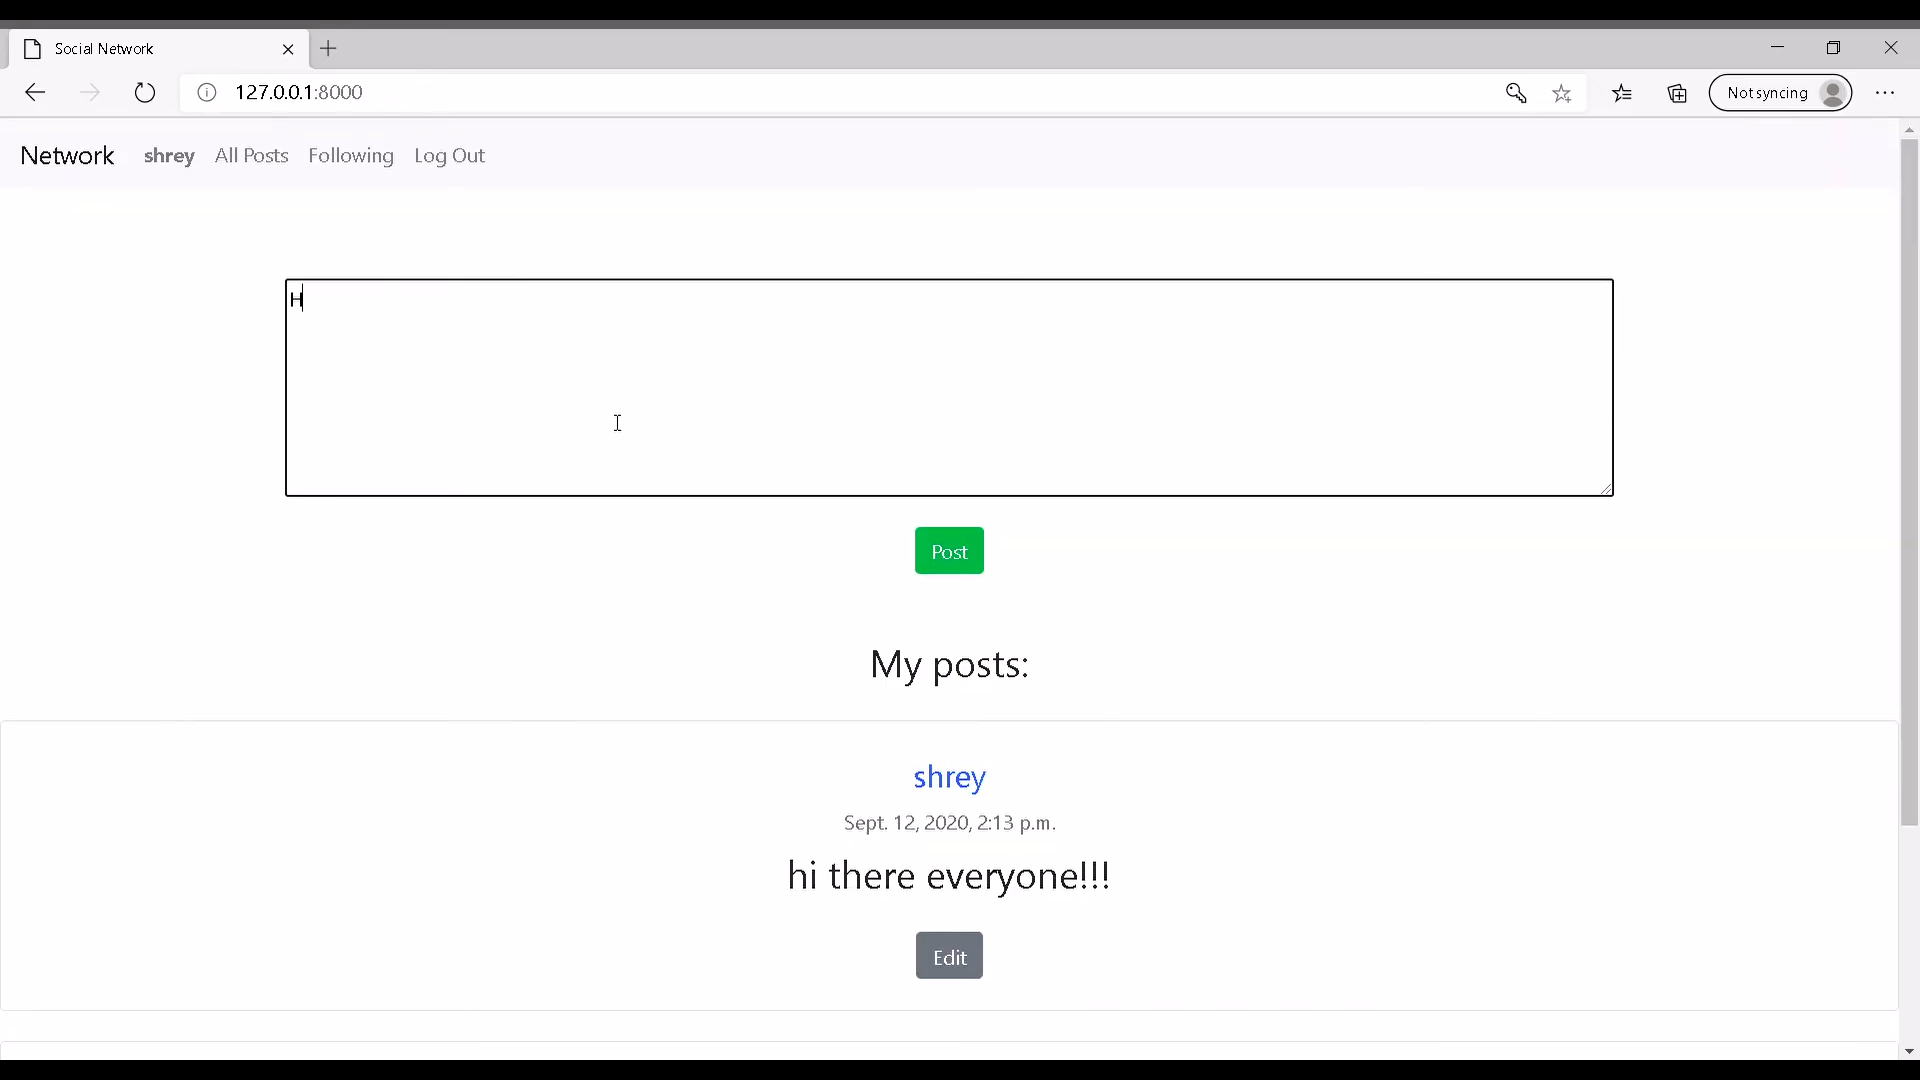 Social Network
127.0.0.1:8000
Not syncing
Network shrey All Posts Following Log Out
H
Post
My posts:
shrey
Sept. 12, 2020, 2:13 p.m.
hi there everyone!!!
Edit